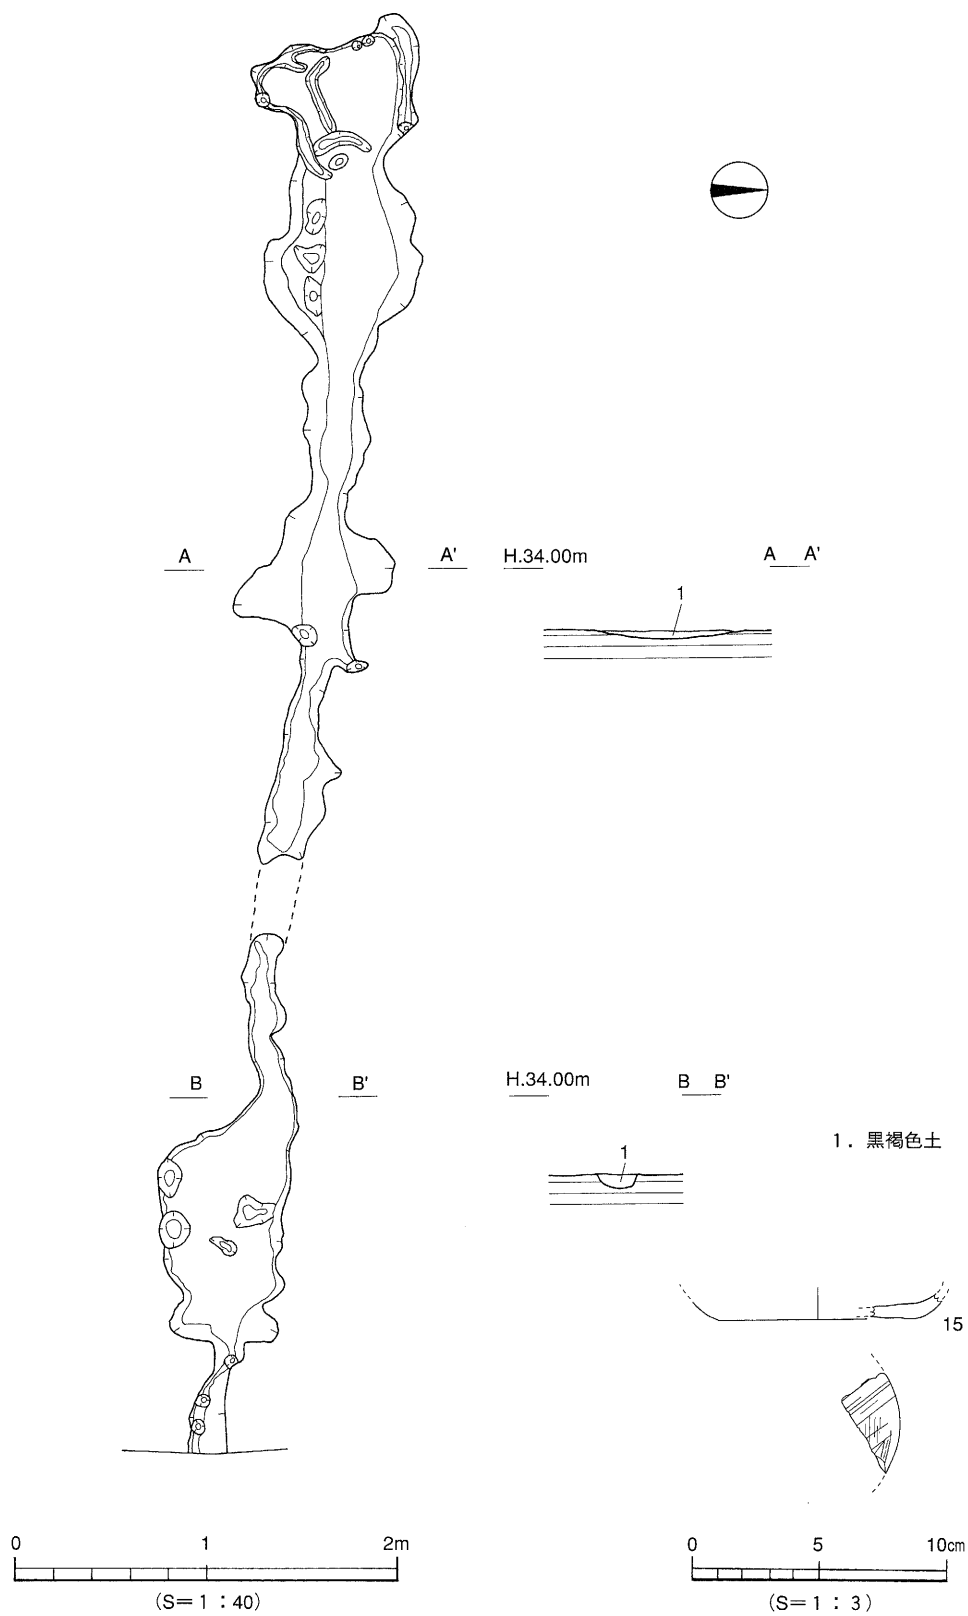 A A' H.34.00m A A'
1
B B' H.34.00m B B'
1. 黒褐色土
1
15
0 1 2m
(S=1:40)
0 5 10cm
(S=1:3)